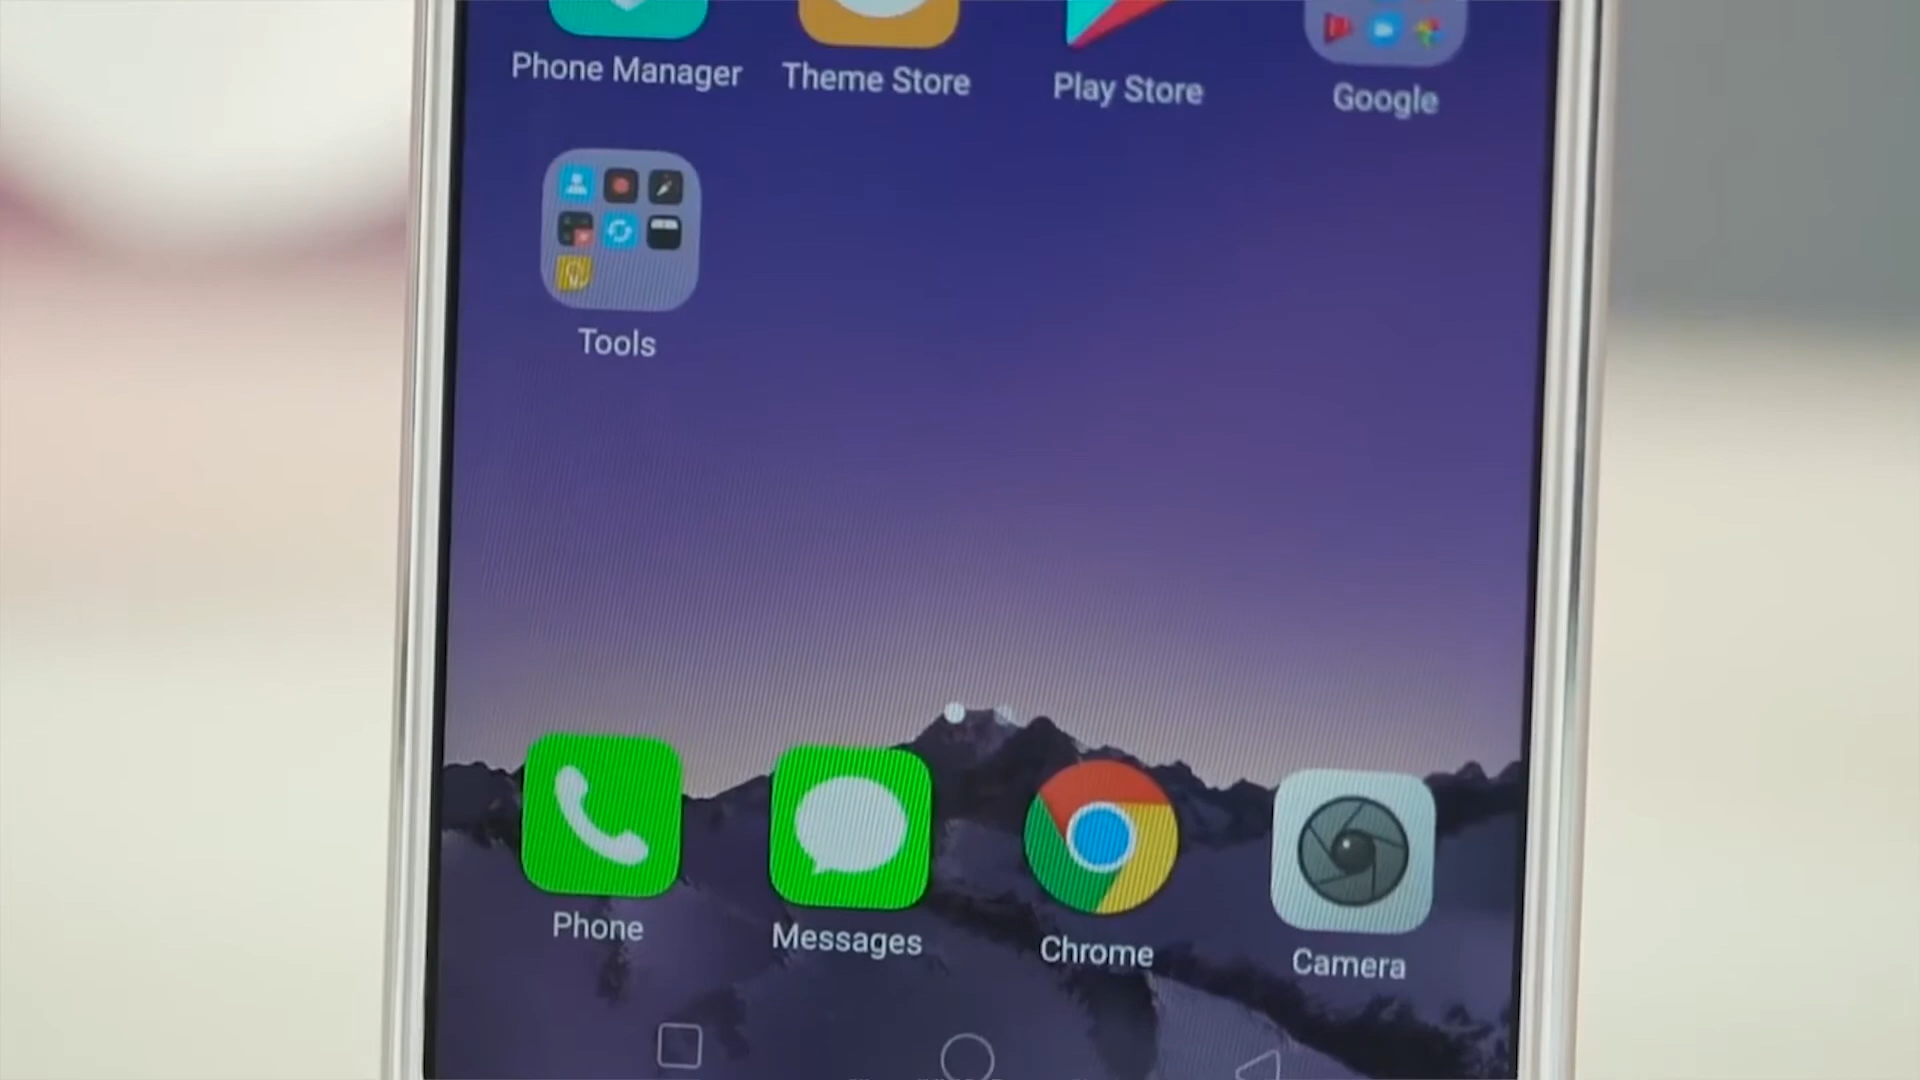 Phone Manager
Theme Store
Play Store
Google
Tools
Phone
Messages
Chrome
Camera